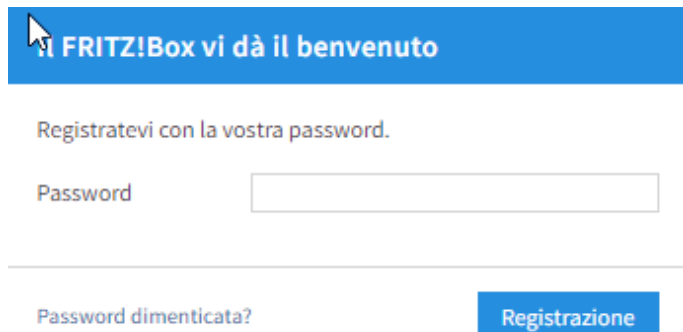 Il FRITZ!Box vi dà il benvenuto
Registratevi con la vostra password.
Password
Password dimenticata?
Registrazione